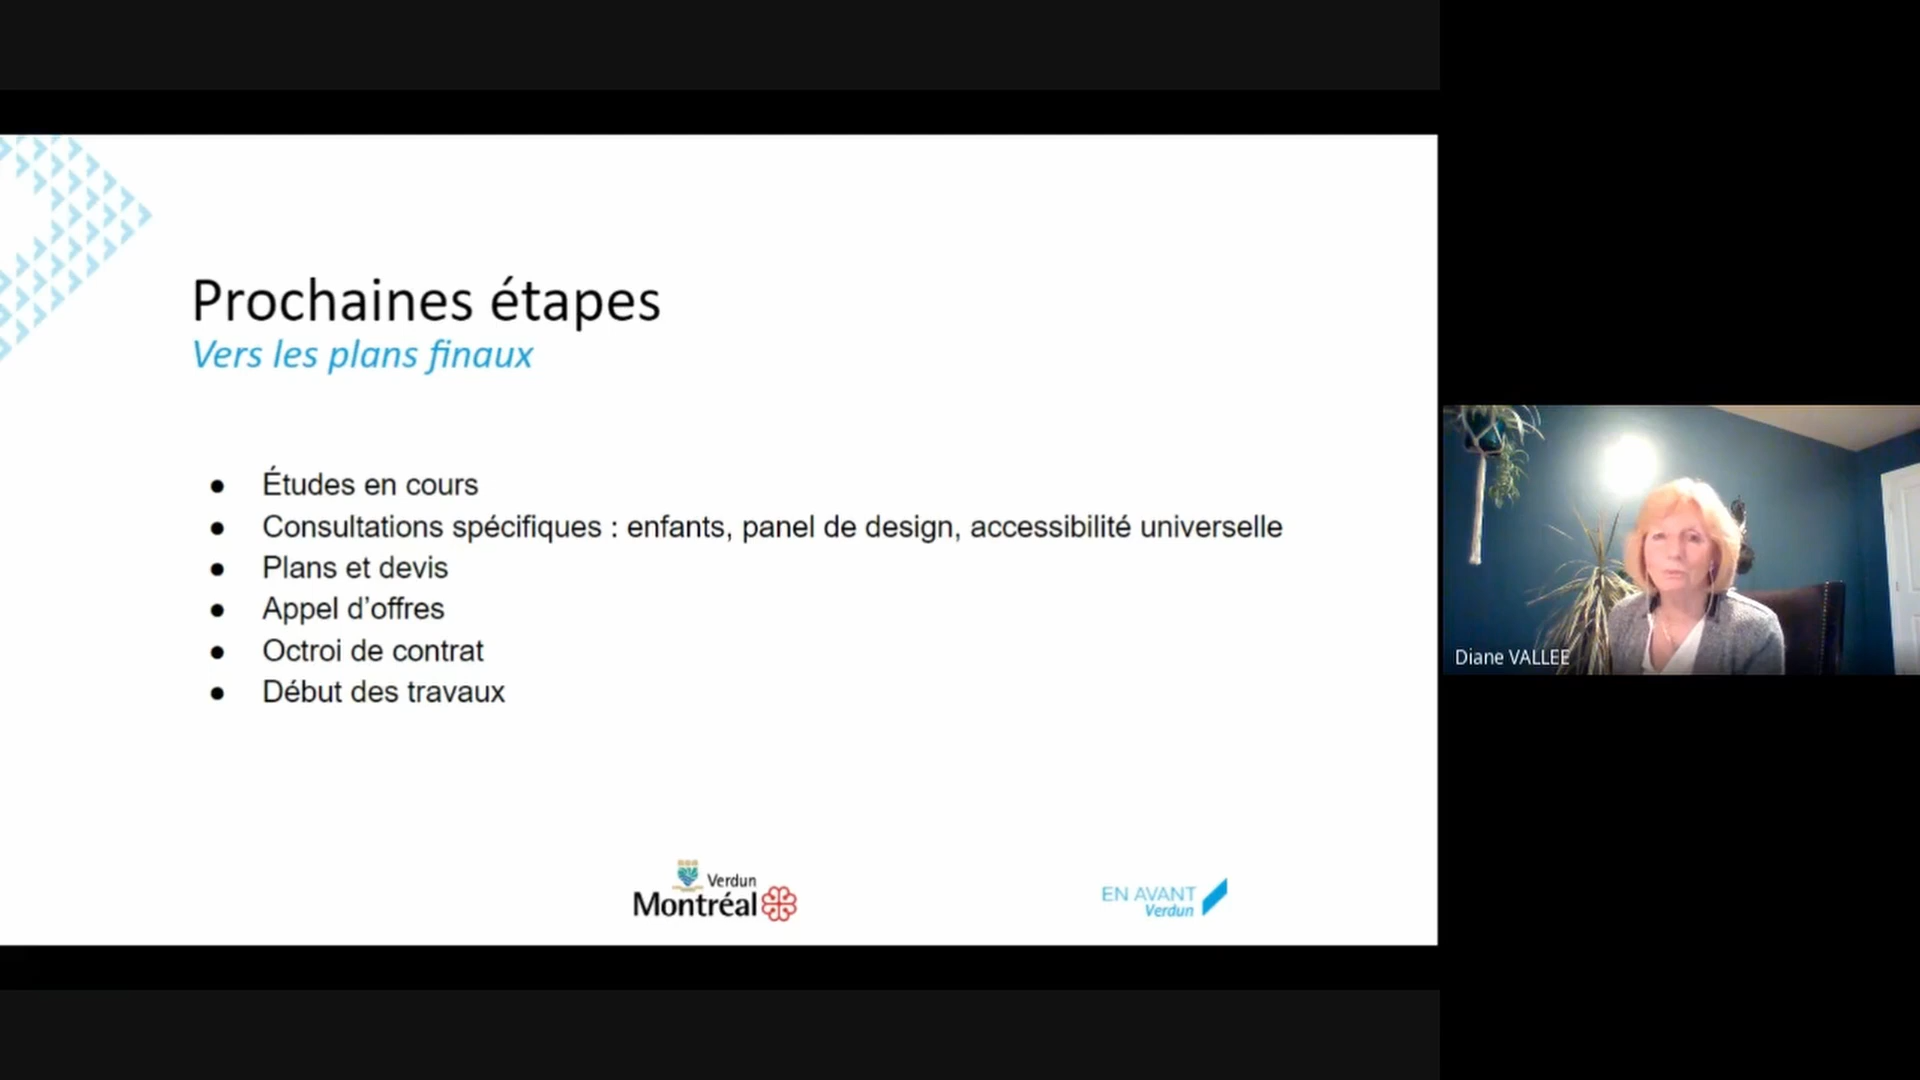 Prochaines étapes
Vers les plans finaux
● Études en cours
● Consultations spécifiques : enfants, panel de design, accessibilité universelle
● Plans et devis
● Appel d’offres
● Octroi de contrat
● Début des travaux
Verdun
Montréal
EN AVANT
Verdun
Diane VALLEE